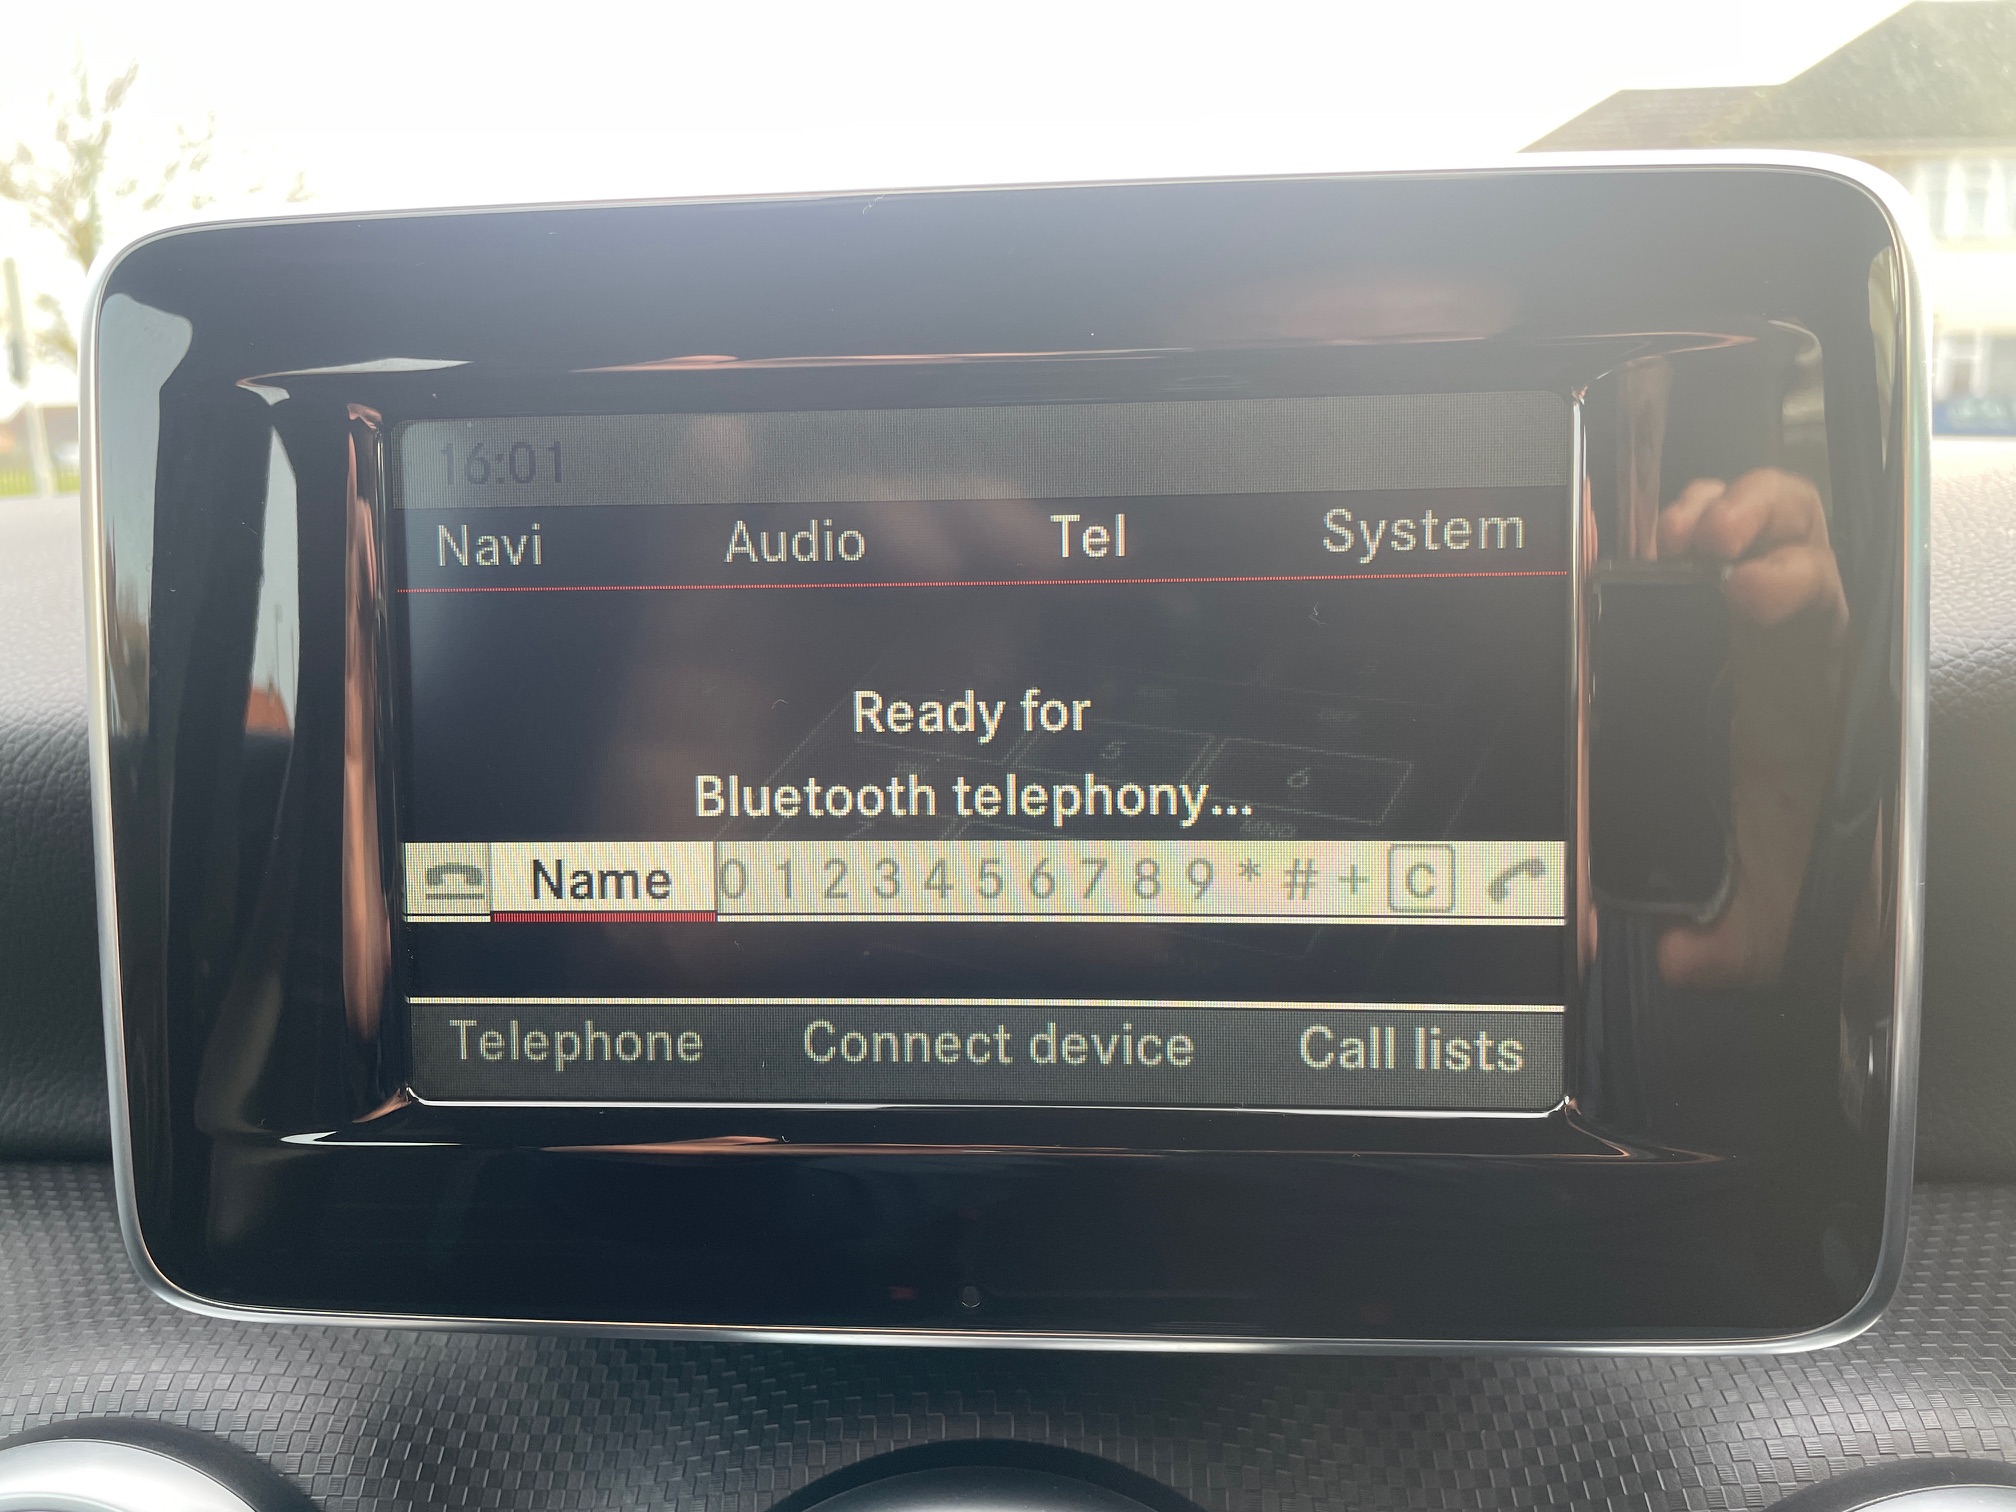 16:01
Navi Audio Tel System
Ready for
Bluetooth telephony...
Name 0 1 2 3 4 5 6 7 8 9 * # + C
Telephone Connect device Call lists